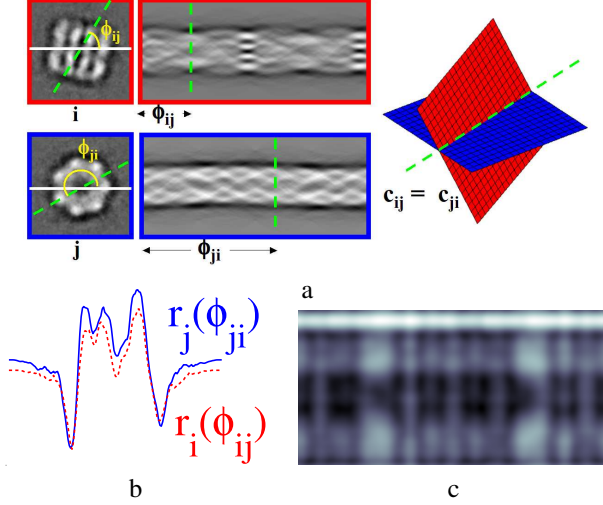 ϕij
i
ϕij
ϕji
j
ϕji
cij = cji
a
rj(ϕji)
ri(ϕij)
b
c